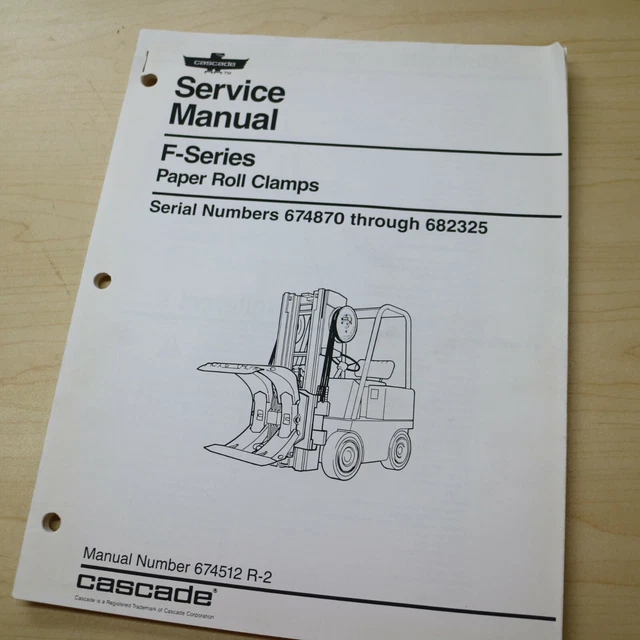 cascade
TM
Service
Manual
F-Series
Paper Roll Clamps
Serial Numbers 674870 through 682325
Manual Number 674512 R-2
cascade®
Cascade is a Registered Trademark of Cascade Corporation